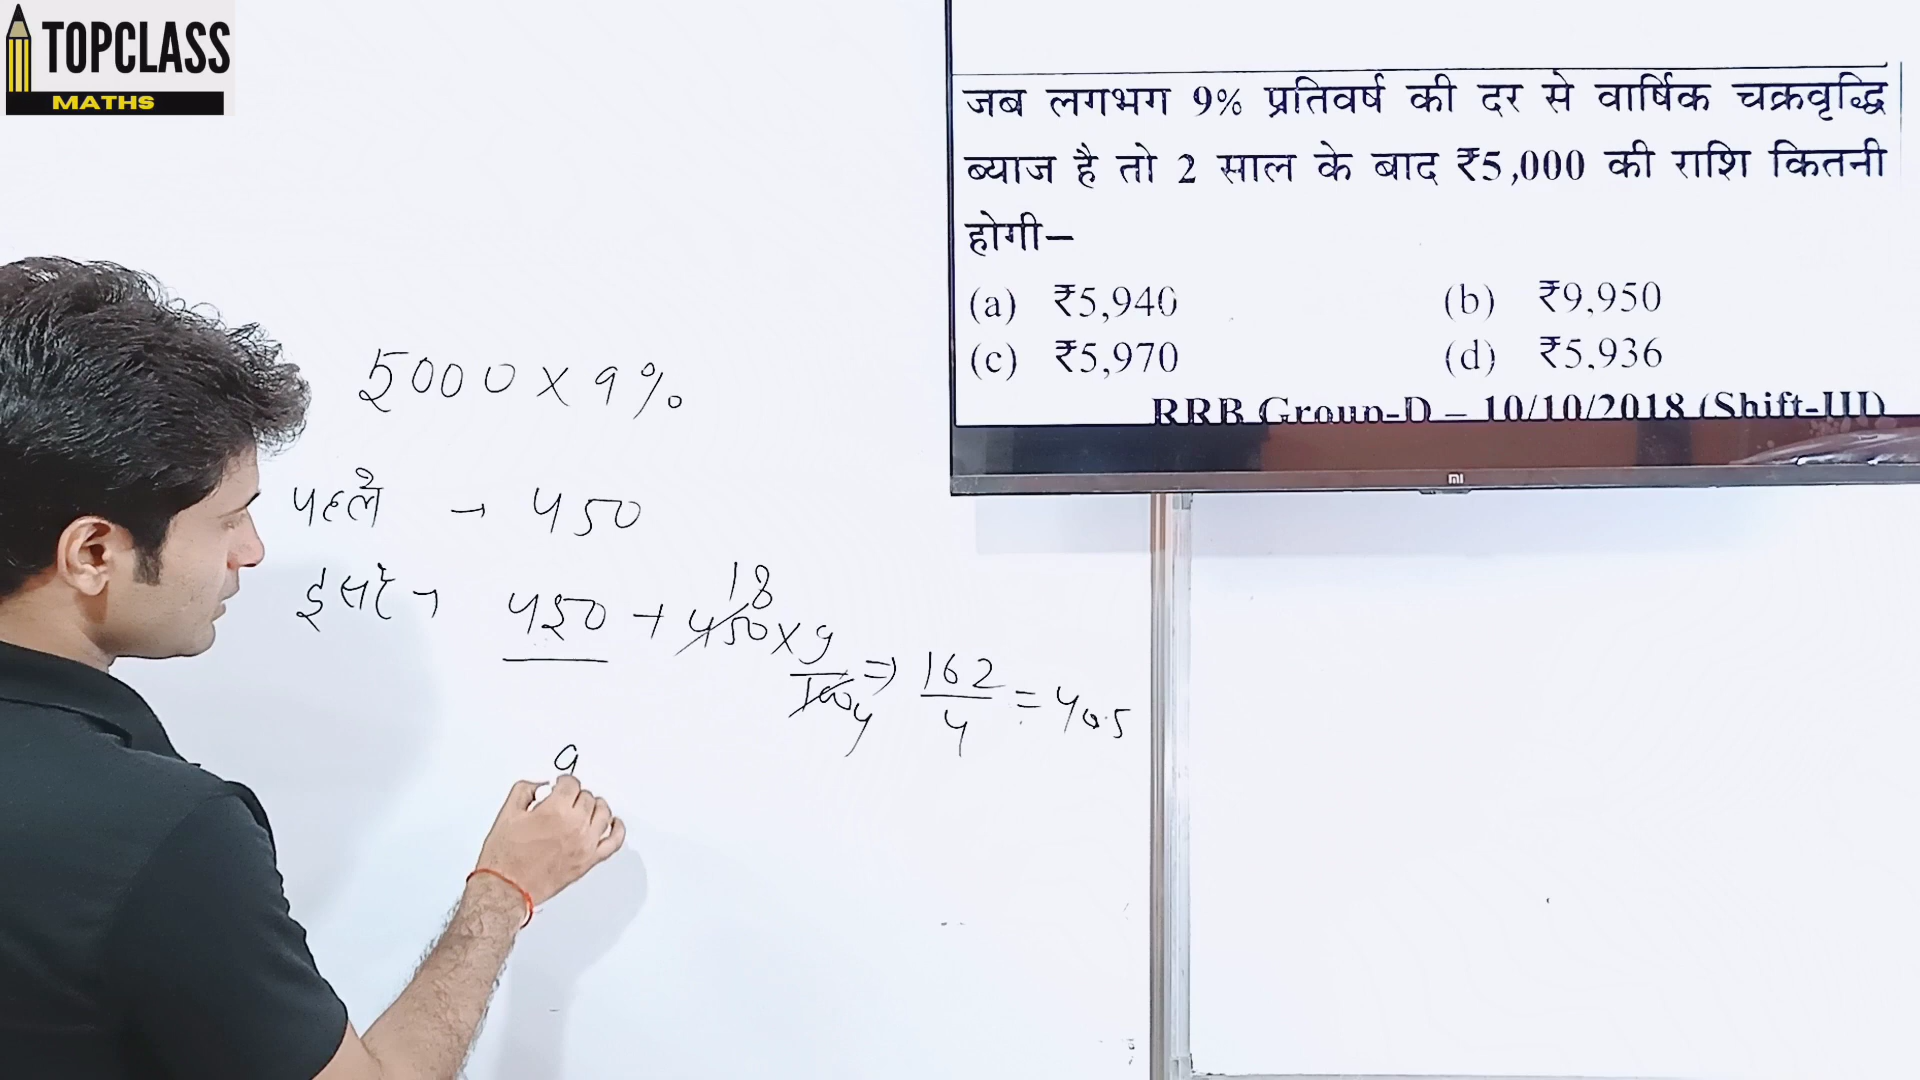 TOPCLASS
MATHS
जब लगभग 9% प्रतिवर्ष की दर से वार्षिक चक्रवृद्धि
ब्याज है तो 2 साल के बाद ₹5,000 की राशि कितनी
होगी–
(a) ₹5,940 (b) ₹9,950
(c) ₹5,970 (d) ₹5,936
RRB Group-D – 10/10/2018 (Shift-III)
mi
5000 × 9%
पहले → 450
18
450 + 450 × 9/100 ⇒ 162/4 = 40.5
4
9